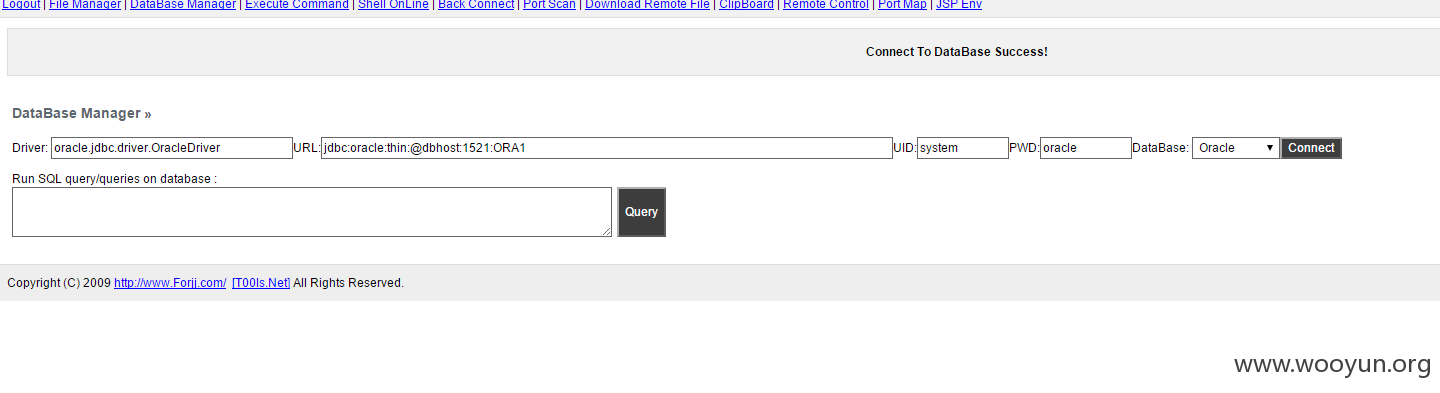 Logout | File Manager | DataBase Manager | Execute Command | Shell OnLine | Back Connect | Port Scan | Download Remote File | ClipBoard | Remote Control | Port Map | JSP Env
Connect To DataBase Success!
DataBase Manager »
Driver: oracle.jdbc.driver.OracleDriver URL: jdbc:oracle:thin:@dbhost:1521:ORA1 UID: system PWD: oracle DataBase: Oracle Connect
Run SQL query/queries on database :
Query
Copyright (C) 2009 http://www.Forjj.com/ [T00ls.Net] All Rights Reserved.
www.wooyun.org